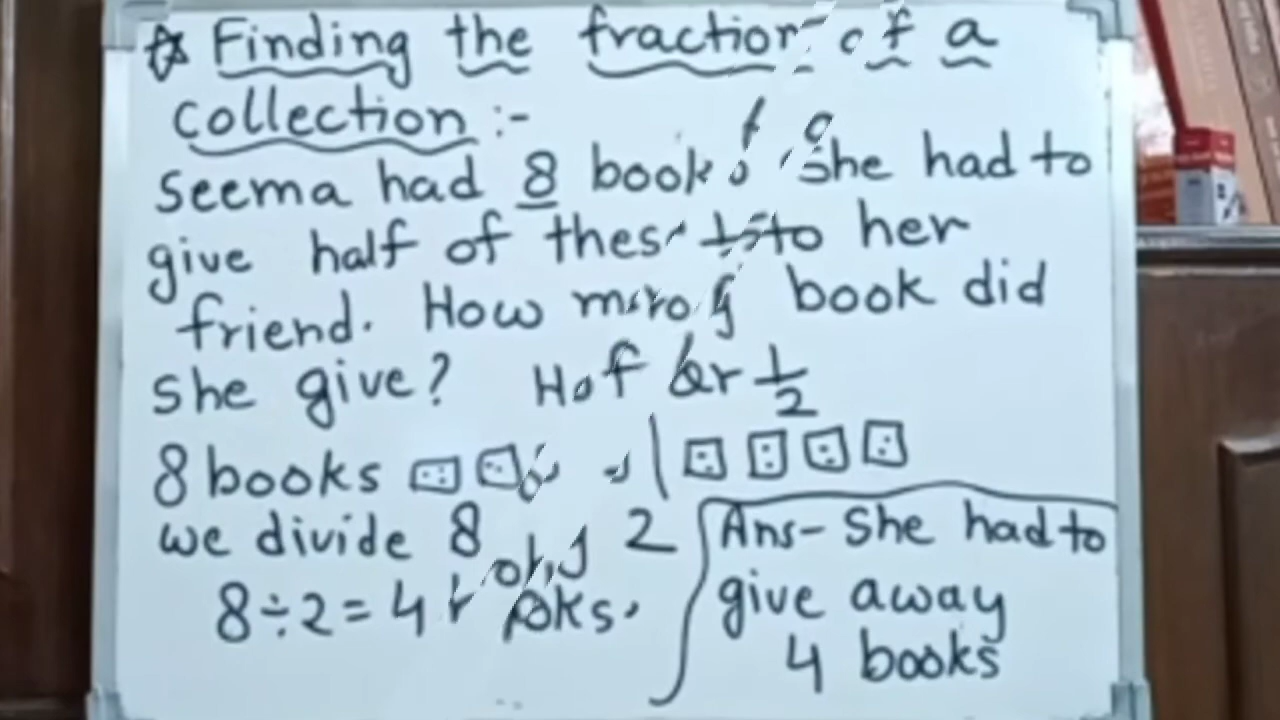 Finding the fraction of a
collection :-
Seema had 8 books She had to
give half of these to her
friend. How many book did
she give? Half or 1/2
8 books
we divide 8 by 2 Ans- She had to
8÷2=4 books. give away
4 books